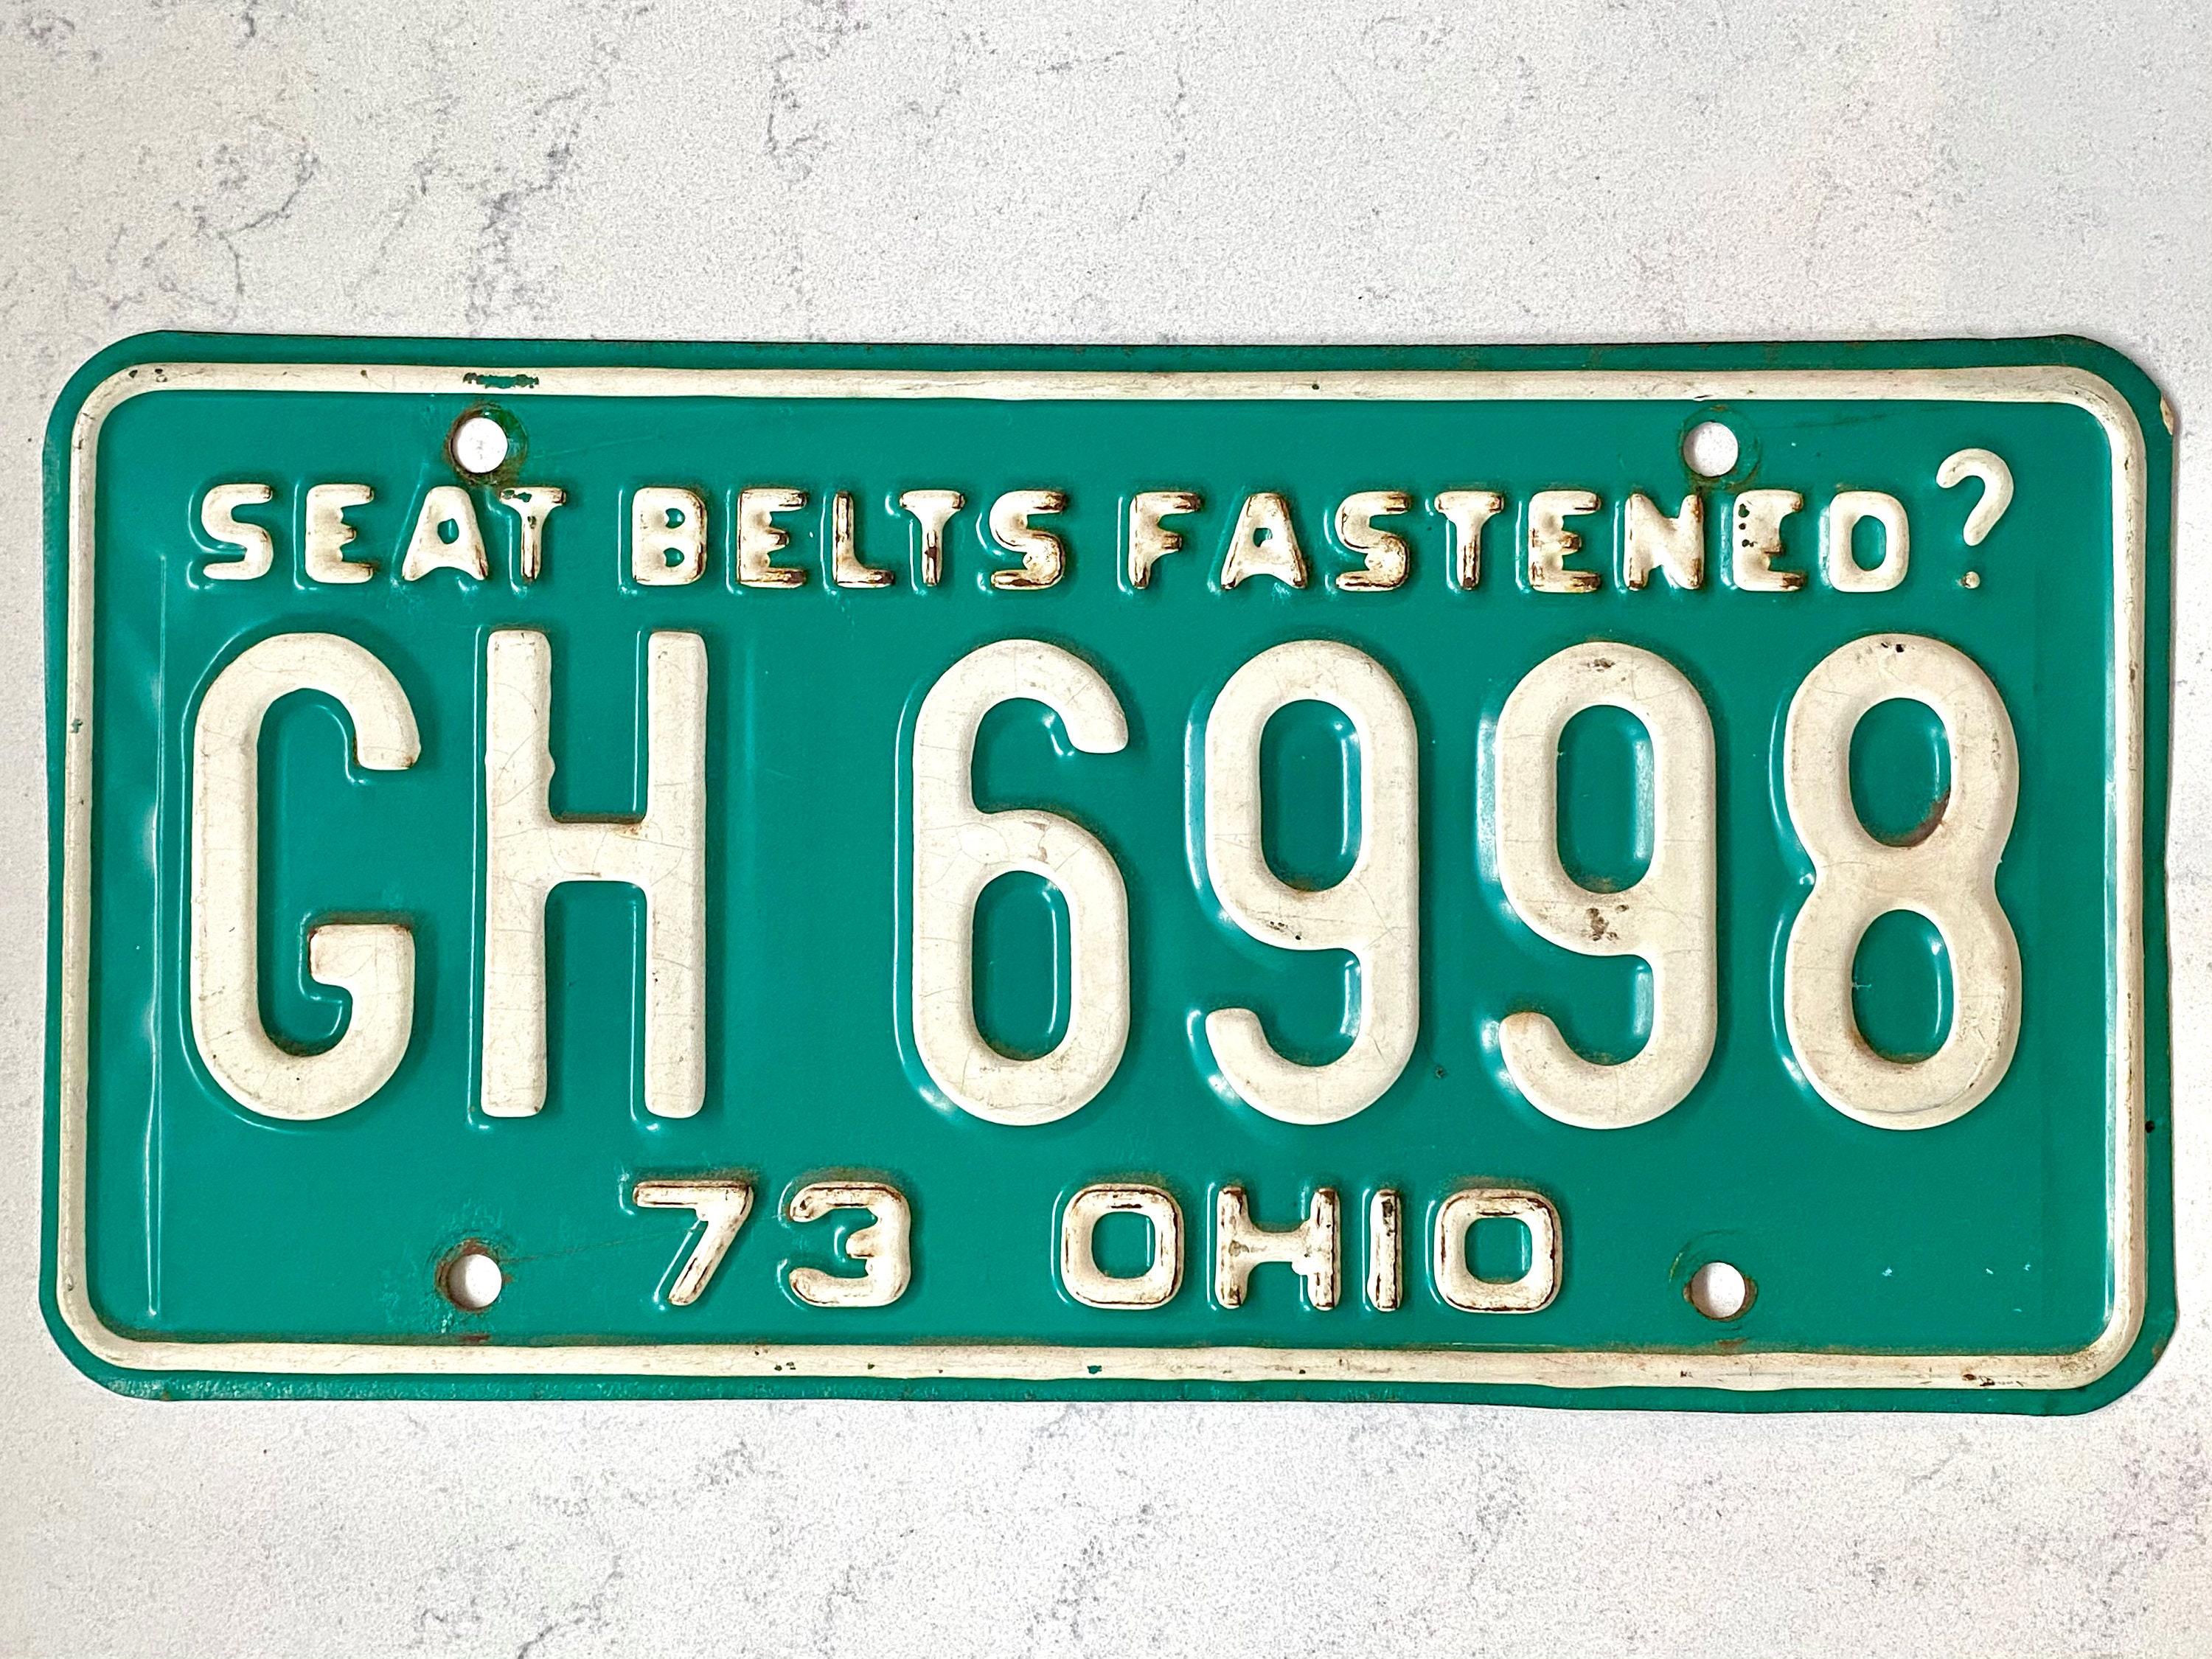 SEAT BELTS FASTENED?
GH 6998
73 OHIO